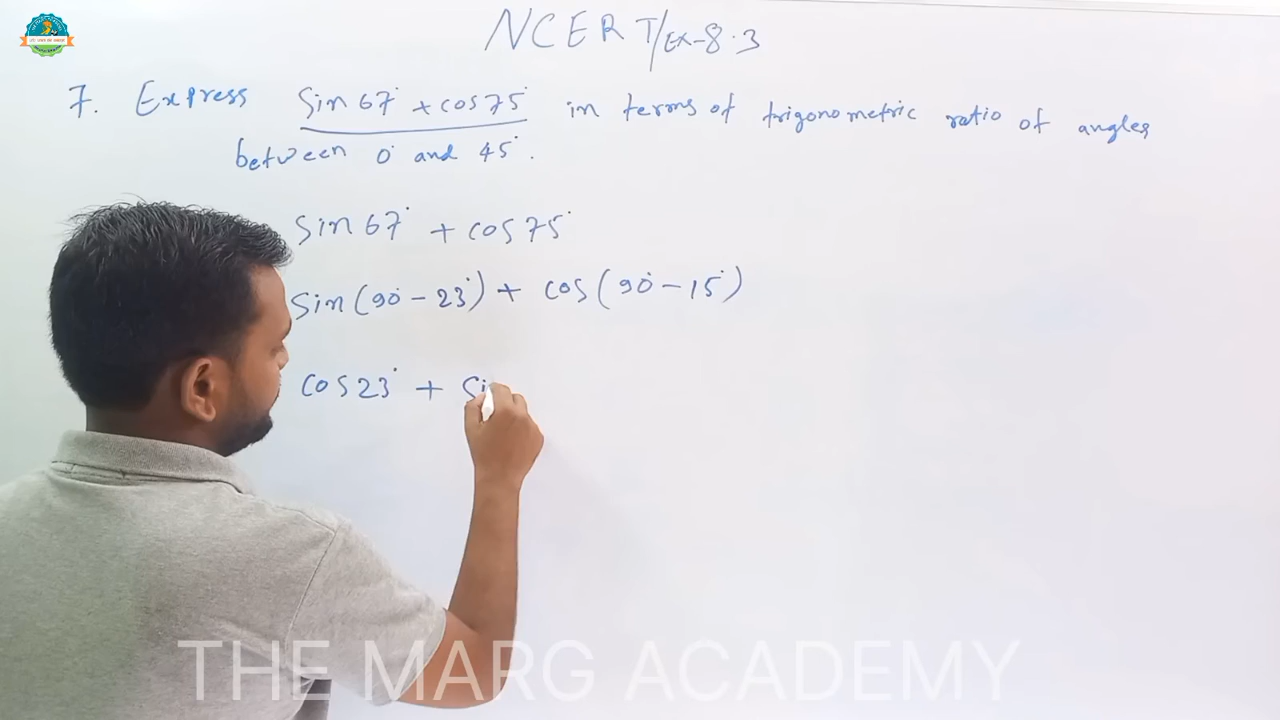 NCERT/Ex-8.3
7. Express sin 67° + cos 75° in terms of trigonometric ratio of angles
between 0° and 45°.
sin 67° + cos 75°
sin (90° - 23°) + cos (90° - 15°)
cos 23° + si
THE MARG ACADEMY